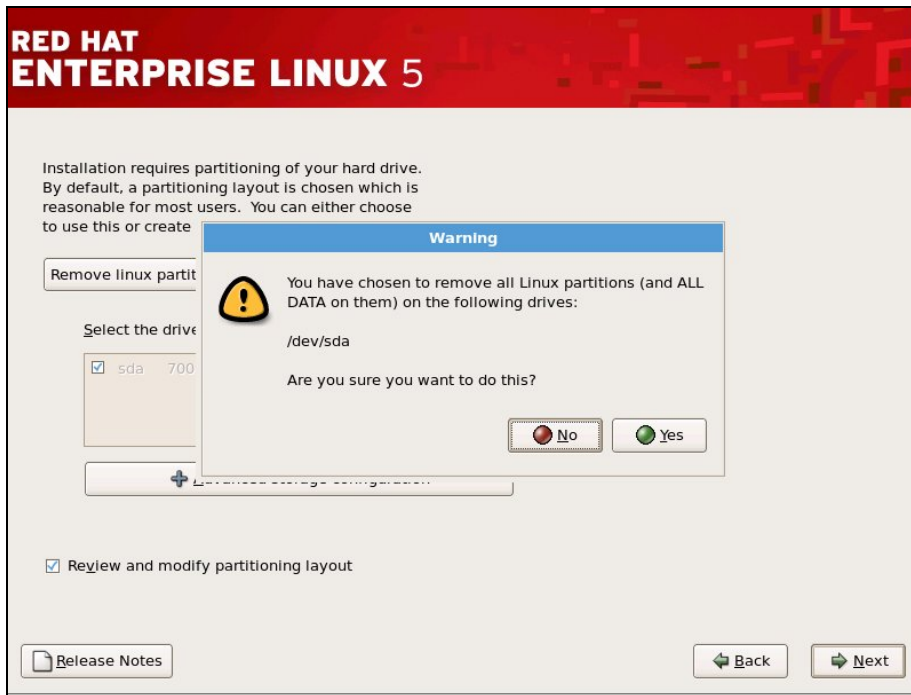 RED HAT
ENTERPRISE LINUX 5
Installation requires partitioning of your hard drive.
By default, a partitioning layout is chosen which is
reasonable for most users. You can either choose
to use this or create
Remove linux partit
Select the drive
sda 700
Warning
You have chosen to remove all Linux partitions (and ALL
DATA on them) on the following drives:
/dev/sda
Are you sure you want to do this?
No
Yes
Advanced storage configuration
Review and modify partitioning layout
Release Notes
Back
Next